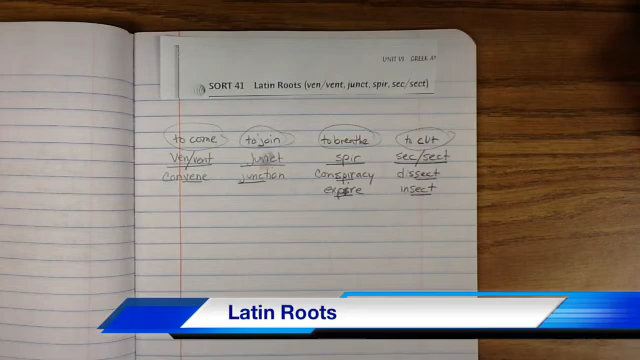 UNIT VI GREEK A
SORT 41 Latin Roots (ven/vent, junct, spir, sec/sect)
to come to join to breathe to cut
ven/vent junct spir sec/sect
convene junction conspiracy dissect
expire insect
Latin Roots